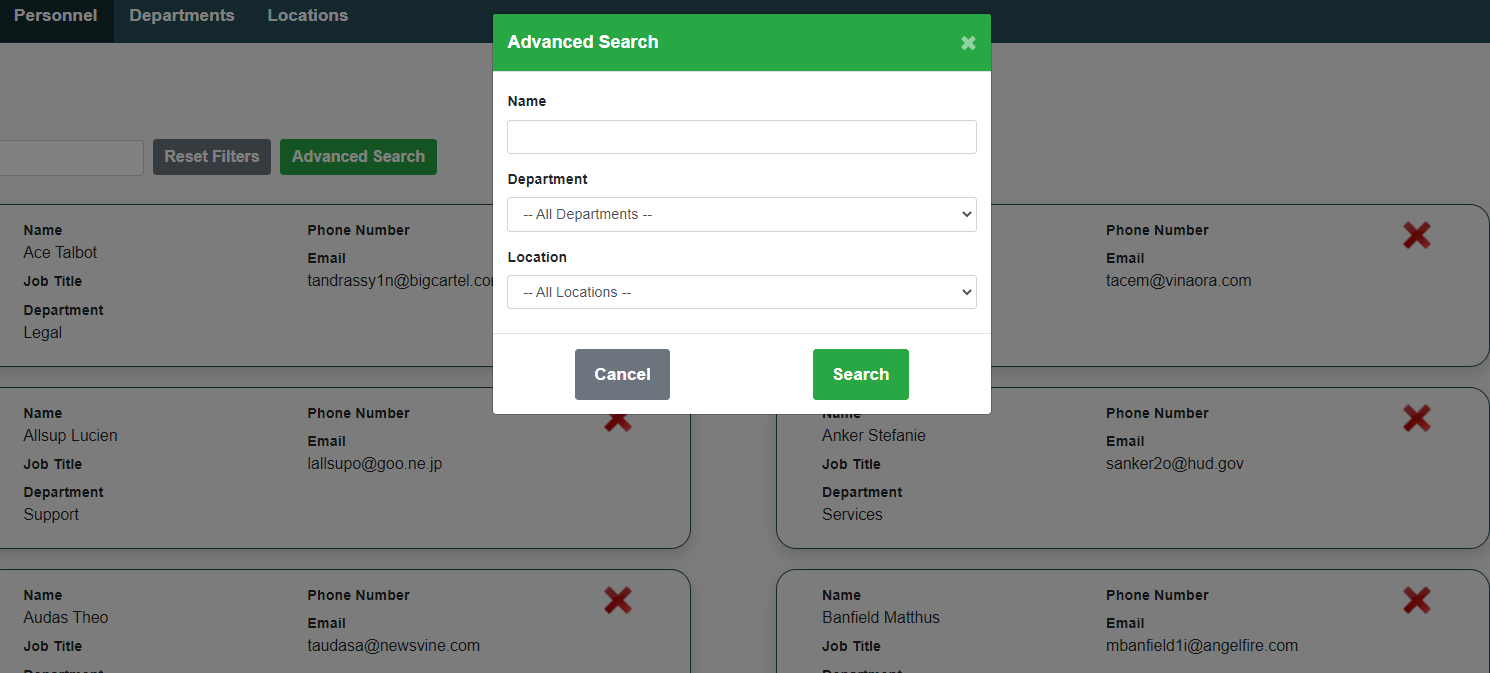 Personnel Departments Locations
Advanced Search ×
Name
Department
-- All Departments --
Location
-- All Locations --
Cancel Search
Reset Filters Advanced Search
Name
Ace Talbot
Job Title
Department
Legal
Phone Number
Email
Phone Number
Email
tacem@vinaora.com
Name
Allsup Lucien
Job Title
Department
Support
Phone Number
Email
lallsupo@goo.ne.jp
Name
Anker Stefanie
Job Title
Department
Services
Phone Number
Email
sanker2o@hud.gov
Name
Audas Theo
Job Title
Department
Phone Number
Email
taudasa@newsvine.com
Name
Banfield Matthus
Job Title
Department
Phone Number
Email
mbanfield1i@angelfire.com